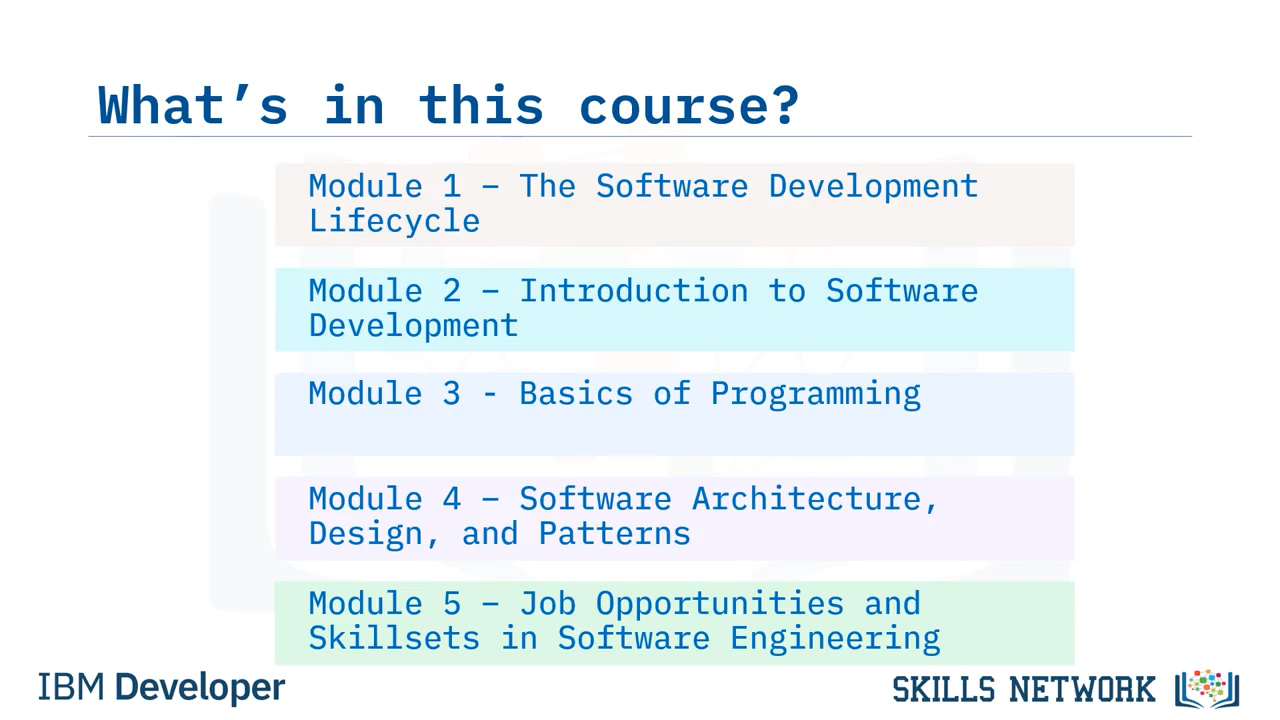 What’s in this course?
Module 1 – The Software Development
Lifecycle
Module 2 – Introduction to Software
Development
Module 3 - Basics of Programming
Module 4 – Software Architecture,
Design, and Patterns
Module 5 – Job Opportunities and
Skillsets in Software Engineering
IBM Developer
SKILLS NETWORK